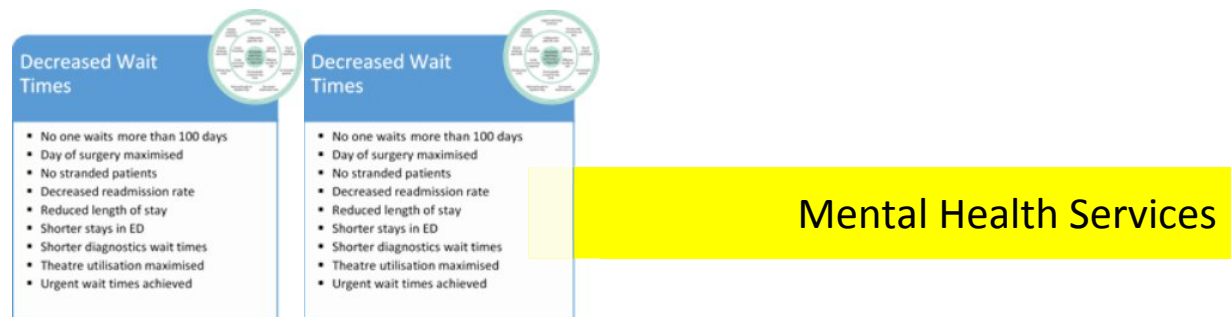 Decreased Wait
Times
▪ No one waits more than 100 days
▪ Day of surgery maximised
▪ No stranded patients
▪ Decreased readmission rate
▪ Reduced length of stay
▪ Shorter stays in ED
▪ Shorter diagnostics wait times
▪ Theatre utilisation maximised
▪ Urgent wait times achieved
Decreased Wait
Times
▪ No one waits more than 100 days
▪ Day of surgery maximised
▪ No stranded patients
▪ Decreased readmission rate
▪ Reduced length of stay
▪ Shorter stays in ED
▪ Shorter diagnostics wait times
▪ Theatre utilisation maximised
▪ Urgent wait times achieved
Mental Health Services